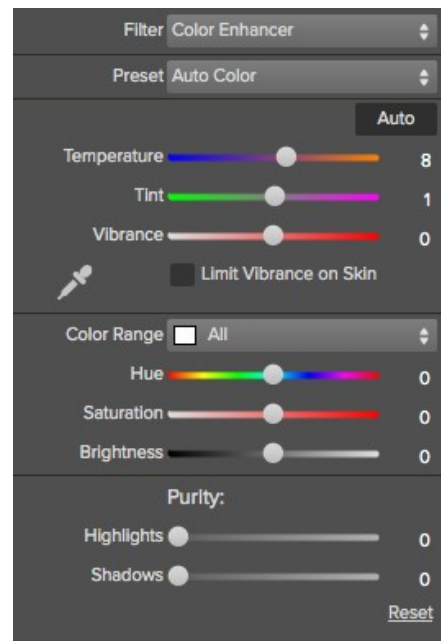 Filter Color Enhancer
Preset Auto Color
Auto
Temperature 8
Tint 1
Vibrance 0
Limit Vibrance on Skin
Color Range All
Hue 0
Saturation 0
Brightness 0
Purity:
Highlights 0
Shadows 0
Reset